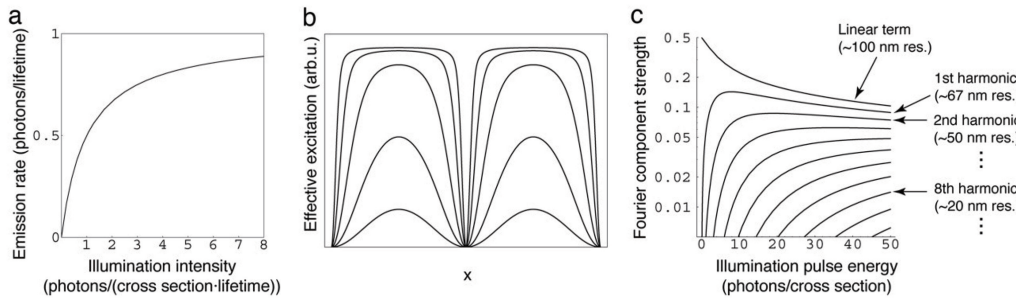 a
1
0.5
0
1 2 3 4 5 6 7 8
Emission rate (photons/lifetime)
Illumination intensity
(photons/(cross section·lifetime))
b
Effective excitation (arb.u.)
x
c
Fourier component strength
0.5
0.2
0.1
0.05
0.02
0.01
0 10 20 30 40 50
Illumination pulse energy
(photons/cross section)
Linear term
(~100 nm res.)
1st harmonic
(~67 nm res.
2nd harmonic
(~50 nm res.)
8th harmonic
(~20 nm res.)